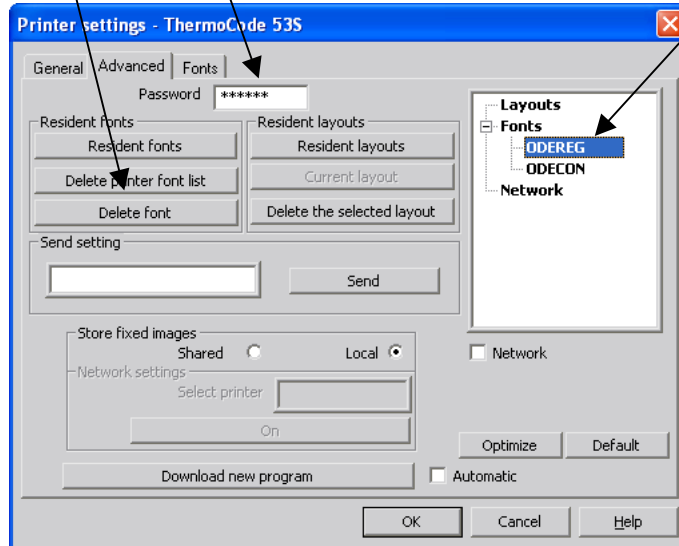 Printer settings - ThermoCode 53S
General Advanced Fonts
Password ******
Resident fonts
Resident fonts
Delete printer font list
Delete font
Resident layouts
Resident layouts
Current layout
Delete the selected layout
Layouts
Fonts
ODEREG
ODECON
Network
Send setting
Send
Store fixed images
Shared Local
Network settings
Select printer
On
Network
Optimize Default
Download new program
Automatic
OK Cancel Help